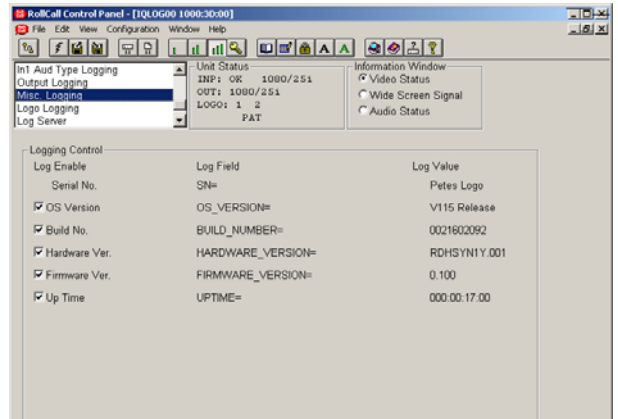 RollCall Control Panel - [IQLOG00 1000:3D:00]
File Edit View Configuration Window Help
In1 Aud Type Logging
Output Logging
Misc. Logging
Logo Logging
Log Server
Unit Status
INP: OK 1080/25i
OUT: 1080/25i
LOGO: 1 2
PAT
Information Window
Video Status
Wide Screen Signal
Audio Status
Logging Control
Log Enable Log Field Log Value
Serial No. SN= Petes Logo
OS Version OS_VERSION= V115 Release
Build No. BUILD_NUMBER= 0021602092
Hardware Ver. HARDWARE_VERSION= RDHSYN1Y.001
Firmware Ver. FIRMWARE_VERSION= 0.100
Up Time UPTIME= 000:00:17:00